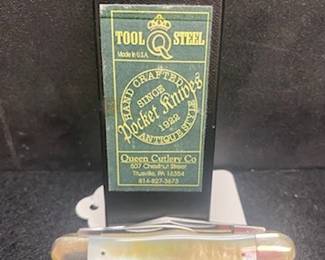 TOOL Q STEEL
Made in U.S.A.
HAND CRAFTED
SINCE
Pocket Knives
1922
ANTIQUE STYLE
Queen Cutlery Co
507 Chestnut Street
Titusville, PA 16354
814-827-3673